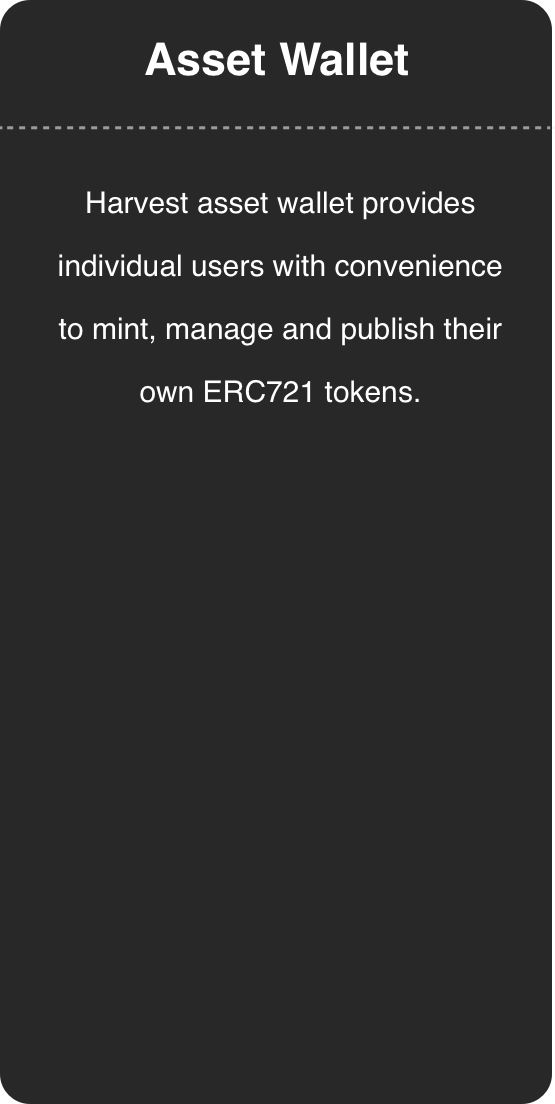 Asset Wallet
Harvest asset wallet provides
individual users with convenience
to mint, manage and publish their
own ERC721 tokens.